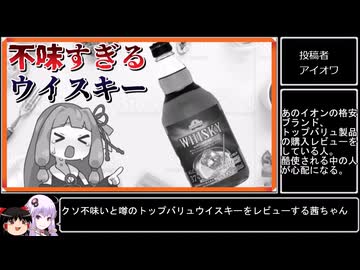 不味すぎる
ウイスキー
WHISKY
投稿者
アイオワ
あのイオンの格安
ブランド、
トップバリュ製品
の購入レビューを
している人。
酷使される中の人
が心配になる。
クソ不味いと噂のトップバリュウイスキーをレビューする茜ちゃん